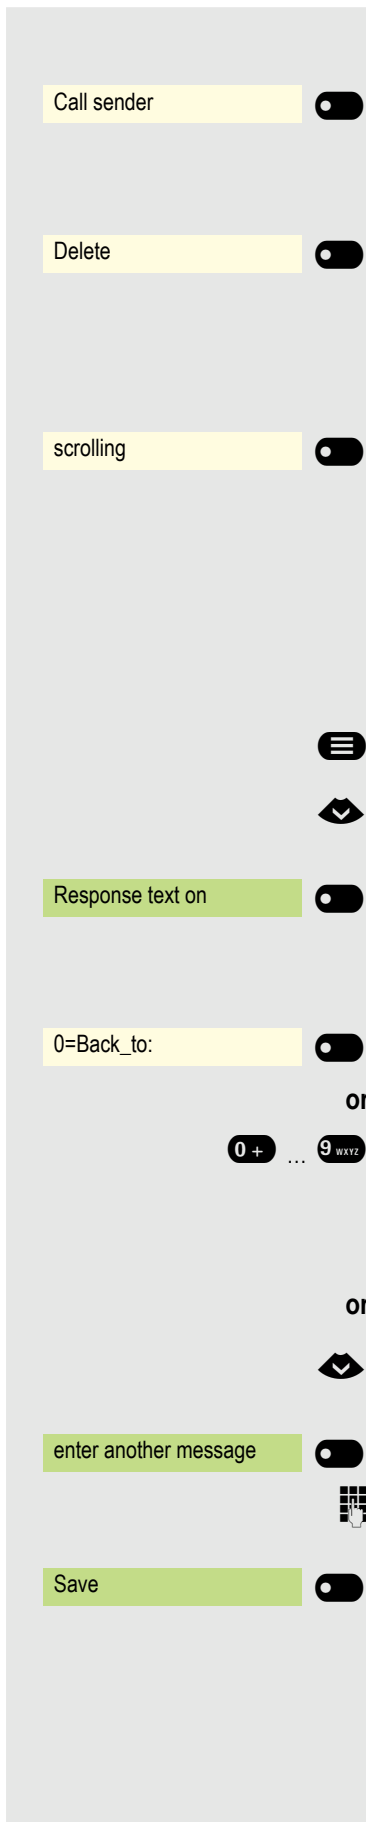 Call sender
Delete
scrolling
Response text on
0=Back_to:
or
0 + ... 9 WXYZ
or
enter another message
Save